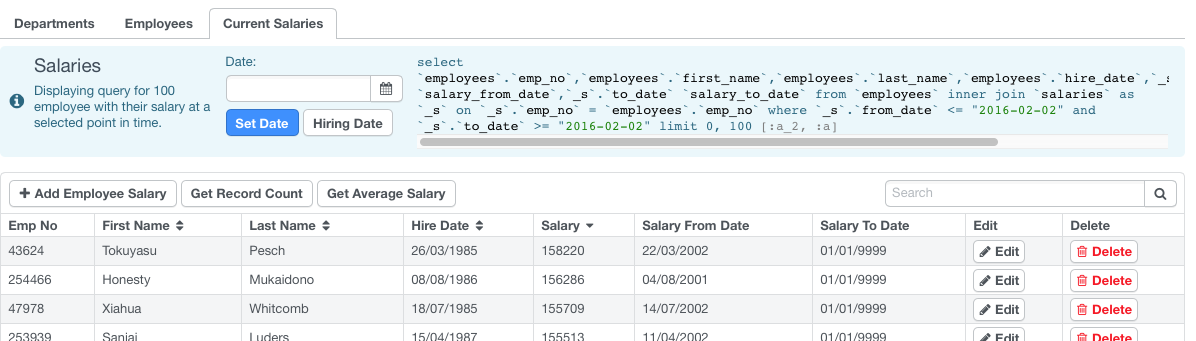 Departments Employees Current Salaries
Salaries
Displaying query for 100
employee with their salary at a
selected point in time.
Date:
Set Date Hiring Date
select
`employees`.`emp_no`,`employees`.`first_name`,`employees`.`last_name`,`employees`.`hire_date`,`_s
`salary_from_date`,`_s`.`to_date` `salary_to_date` from `employees` inner join `salaries` as
`_s` on `_s`.`emp_no` = `employees`.`emp_no` where `_s`.`from_date` <= "2016-02-02" and
`_s`.`to_date` >= "2016-02-02" limit 0, 100 [:a_2, :a]
Add Employee Salary Get Record Count Get Average Salary Search
Emp No First Name Last Name Hire Date Salary Salary From Date Salary To Date Edit Delete
43624 Tokuyasu Pesch 26/03/1985 158220 22/03/2002 01/01/9999 Edit Delete
254466 Honesty Mukaidono 08/08/1986 156286 04/08/2001 01/01/9999 Edit Delete
47978 Xiahua Whitcomb 18/07/1985 155709 14/07/2002 01/01/9999 Edit Delete
253939 Sanjai Luders 15/04/1987 155513 11/04/2002 01/01/9999 Edit Delete